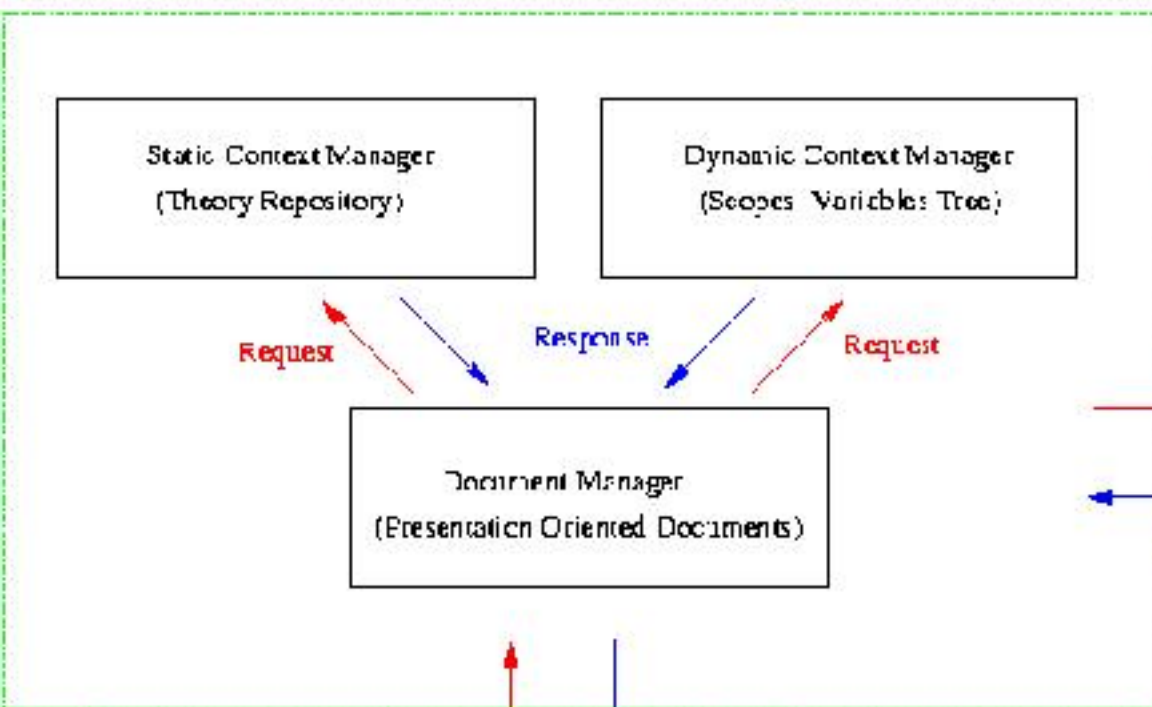 Static Context Manager
(Theory Repository)
Dynamic Context Manager
(Scopes Variables Tree)
Request
Response
Request
Document Manager
(Presentation Oriented Documents)